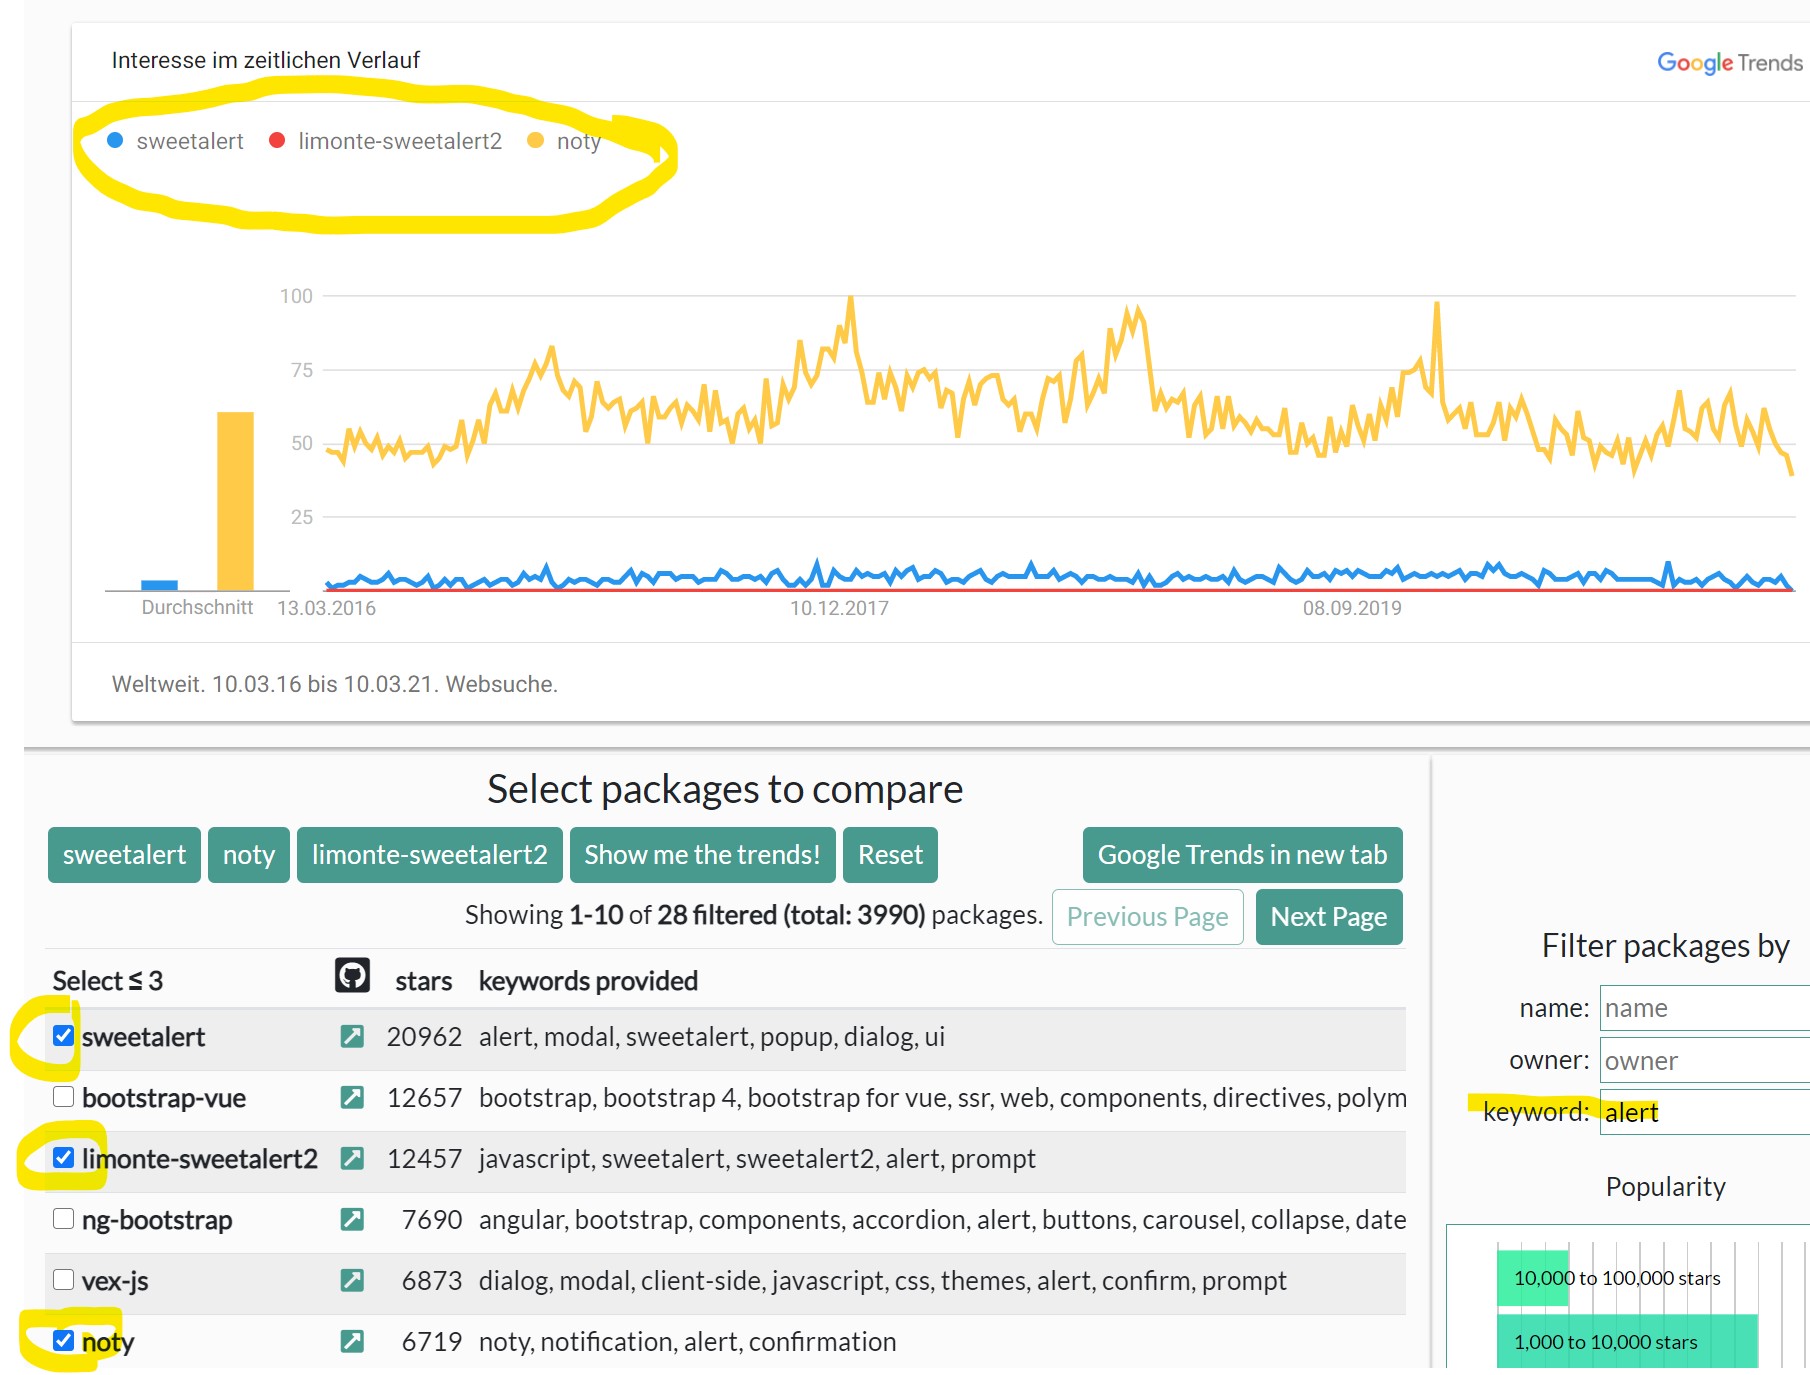 Interesse im zeitlichen Verlauf
Google Trends
sweetalert limonte-sweetalert2 noty
100
75
50
25
Durchschnitt 13.03.2016 10.12.2017 08.09.2019
Weltweit. 10.03.16 bis 10.03.21. Websuche.
Select packages to compare
sweetalert noty limonte-sweetalert2 Show me the trends! Reset Google Trends in new tab
Showing 1-10 of 28 filtered (total: 3990) packages. Previous Page Next Page
Select ≤ 3 stars keywords provided
sweetalert 20962 alert, modal, sweetalert, popup, dialog, ui
bootstrap-vue 12657 bootstrap, bootstrap 4, bootstrap for vue, ssr, web, components, directives, polym
limonte-sweetalert2 12457 javascript, sweetalert, sweetalert2, alert, prompt
ng-bootstrap 7690 angular, bootstrap, components, accordion, alert, buttons, carousel, collapse, date
vex-js 6873 dialog, modal, client-side, javascript, css, themes, alert, confirm, prompt
noty 6719 noty, notification, alert, confirmation
Filter packages by
name: name
owner: owner
keyword: alert
Popularity
10,000 to 100,000 stars
1,000 to 10,000 stars